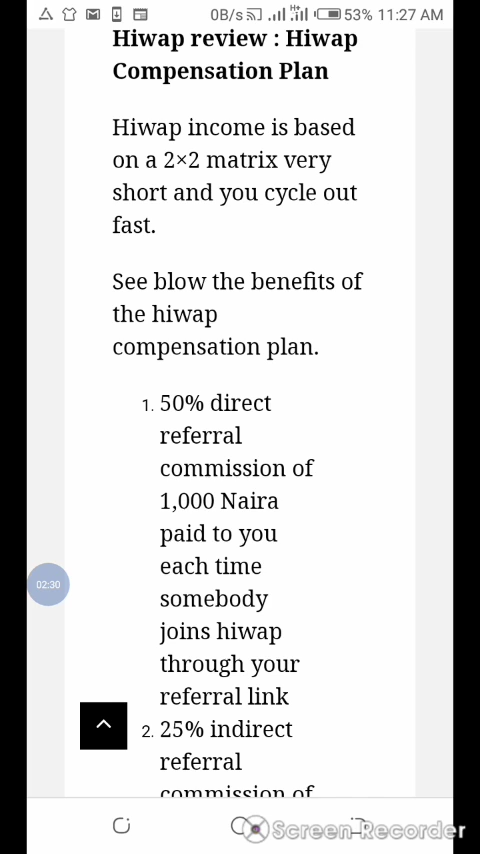 0B/s H+ 53% 11:27 AM
Hiwap review : Hiwap
Compensation Plan
Hiwap income is based
on a 2×2 matrix very
short and you cycle out
fast.
See blow the benefits of
the hiwap
compensation plan.
1. 50% direct
referral
commission of
1,000 Naira
paid to you
each time
somebody
joins hiwap
through your
referral link
2. 25% indirect
referral
commission of
02:30
Screen Recorder